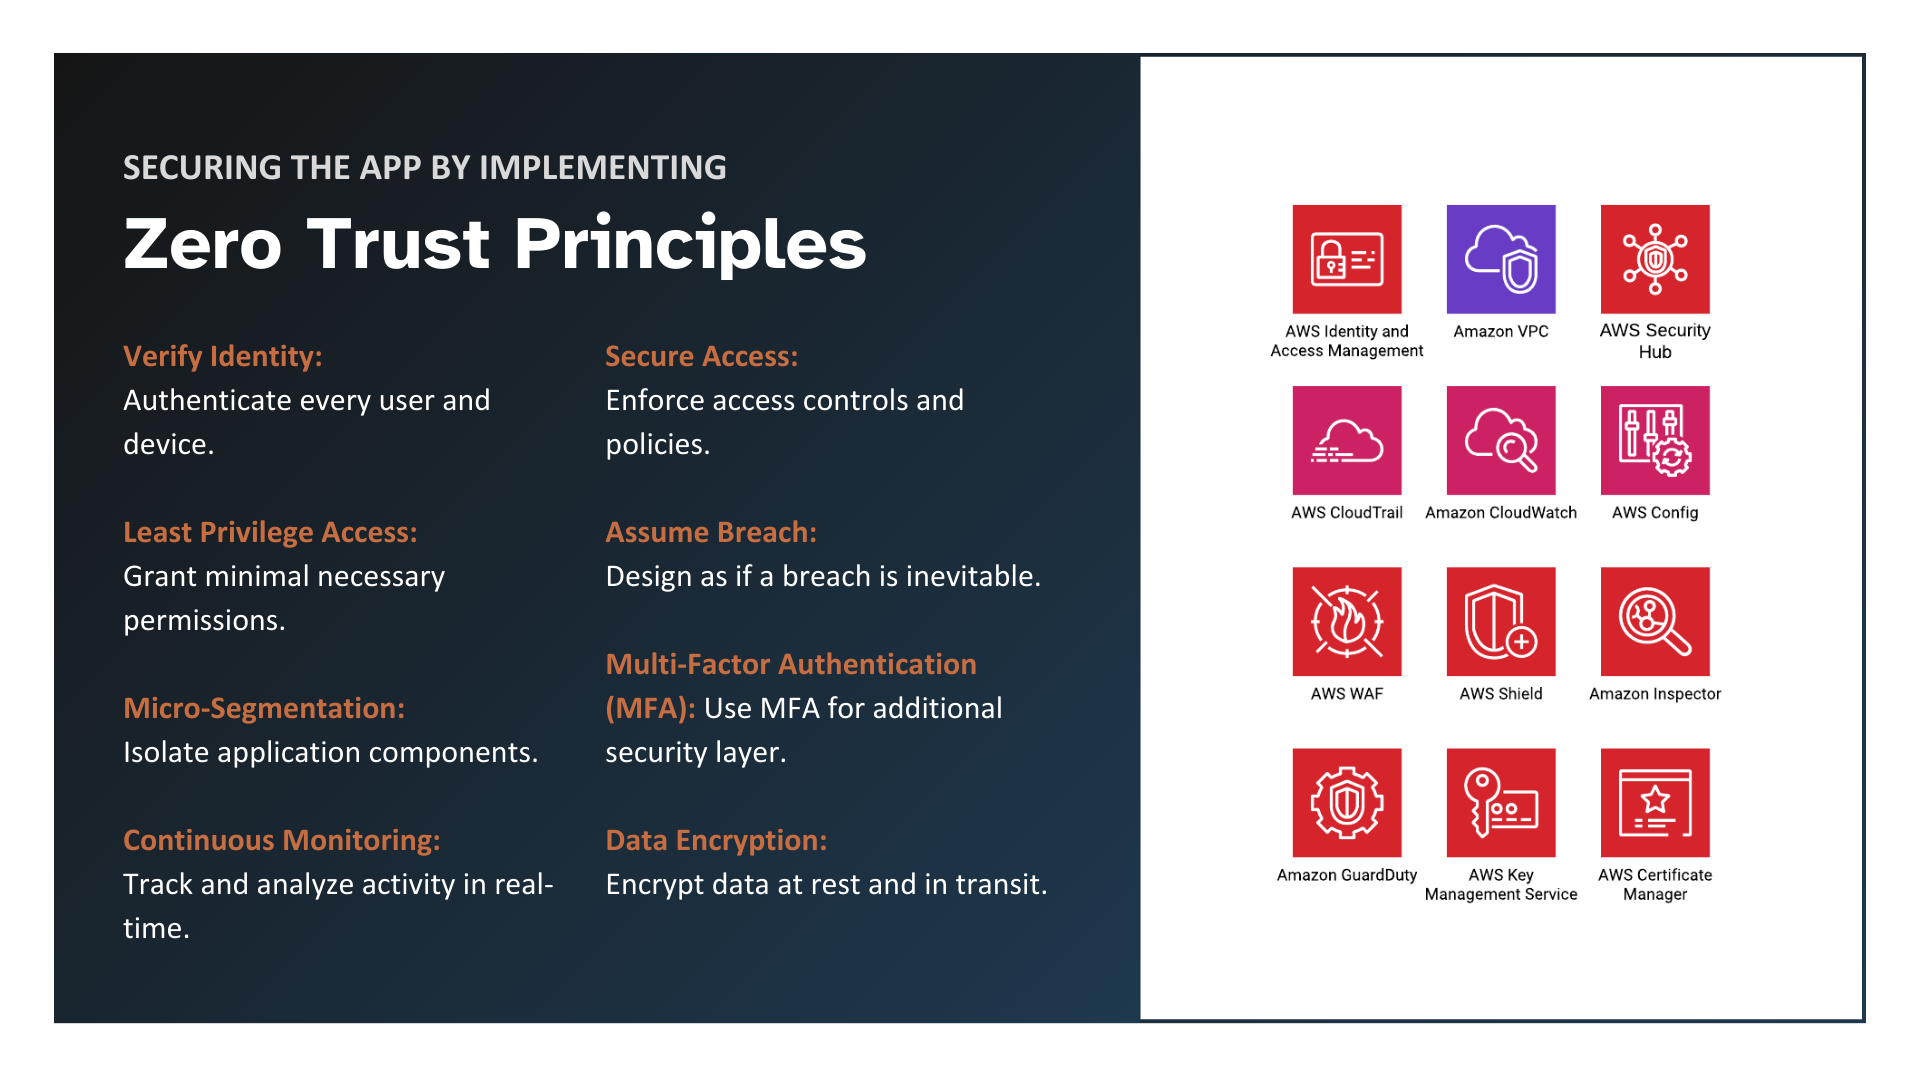 SECURING THE APP BY IMPLEMENTING
Zero Trust Principles
Verify Identity:
Authenticate every user and
device.
Least Privilege Access:
Grant minimal necessary
permissions.
Micro-Segmentation:
Isolate application components.
Continuous Monitoring:
Track and analyze activity in real-
time.
Secure Access:
Enforce access controls and
policies.
Assume Breach:
Design as if a breach is inevitable.
Multi-Factor Authentication
(MFA): Use MFA for additional
security layer.
Data Encryption:
Encrypt data at rest and in transit.
AWS Identity and
Access Management
Amazon VPC
AWS Security
Hub
AWS CloudTrail
Amazon CloudWatch
AWS Config
AWS WAF
AWS Shield
Amazon Inspector
Amazon GuardDuty
AWS Key
Management Service
AWS Certificate
Manager